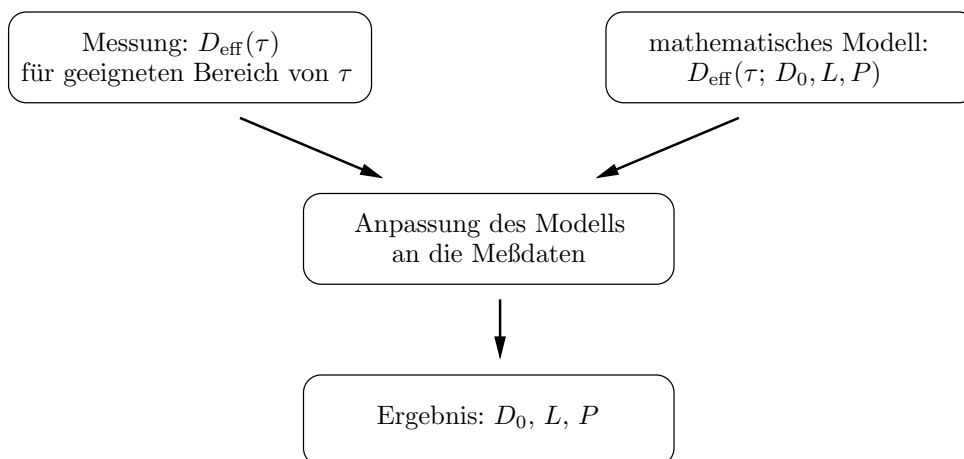 Messung: D_eff(τ)
für geeigneten Bereich von τ
mathematisches Modell:
D_eff(τ; D_0, L, P)
Anpassung des Modells
an die Meßdaten
Ergebnis: D_0, L, P